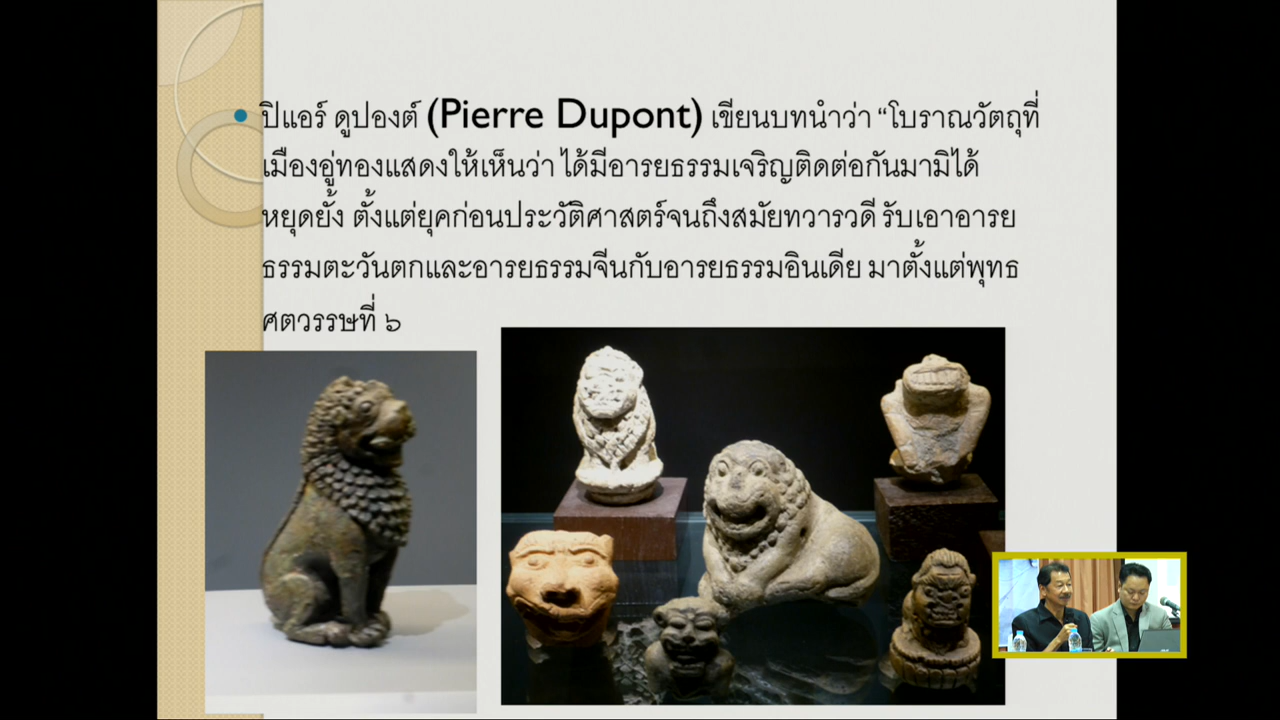 ปิแอร์ ดูปองต์ (Pierre Dupont) เขียนบทนำว่า “โบราณวัตถุที่
เมืองอู่ทองแสดงให้เห็นว่า ได้มีอารยธรรมเจริญติดต่อกันมามิได้
หยุดยั้ง ตั้งแต่ยุคก่อนประวัติศาสตร์จนถึงสมัยทวารวดี รับเอาอารย
ธรรมตะวันตกและอารยธรรมจีนกับอารยธรรมอินเดีย มาตั้งแต่พุทธ
ศตวรรษที่ ๖